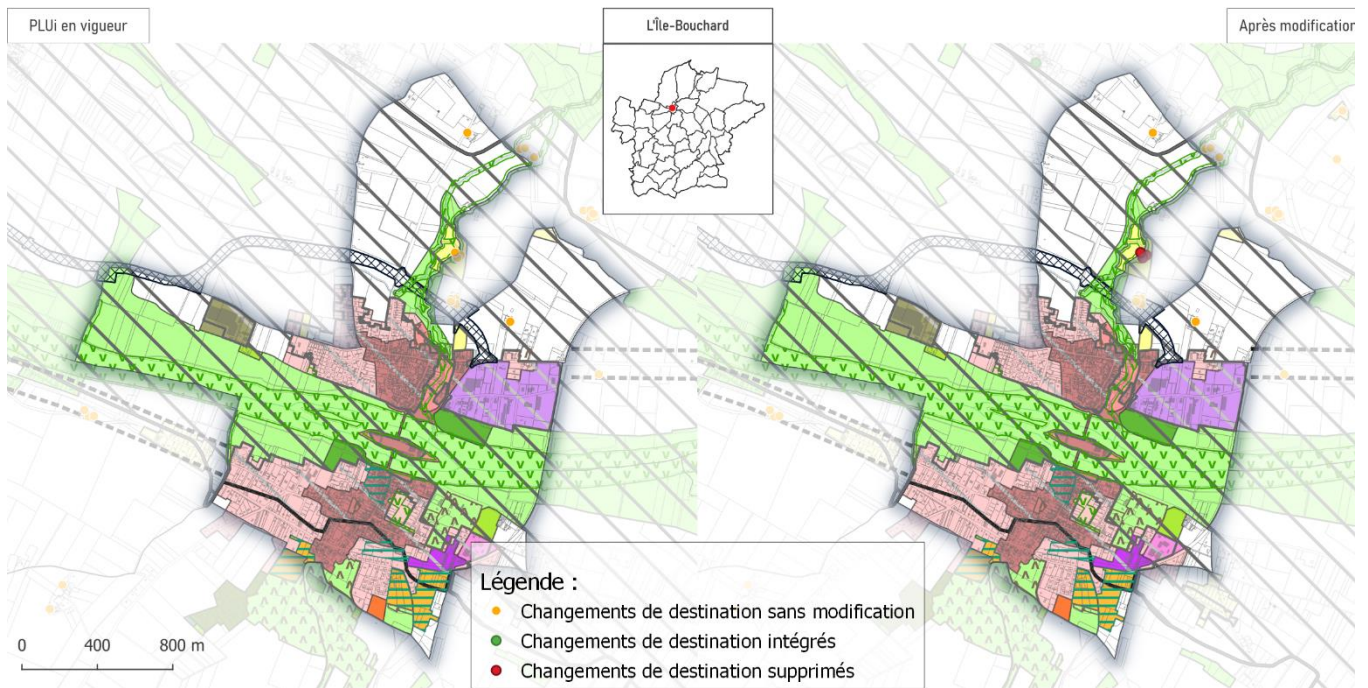 PLUi en vigueur
L'Île-Bouchard
Après modification
Légende :
Changements de destination sans modification
Changements de destination intégrés
Changements de destination supprimés
0 400 800 m